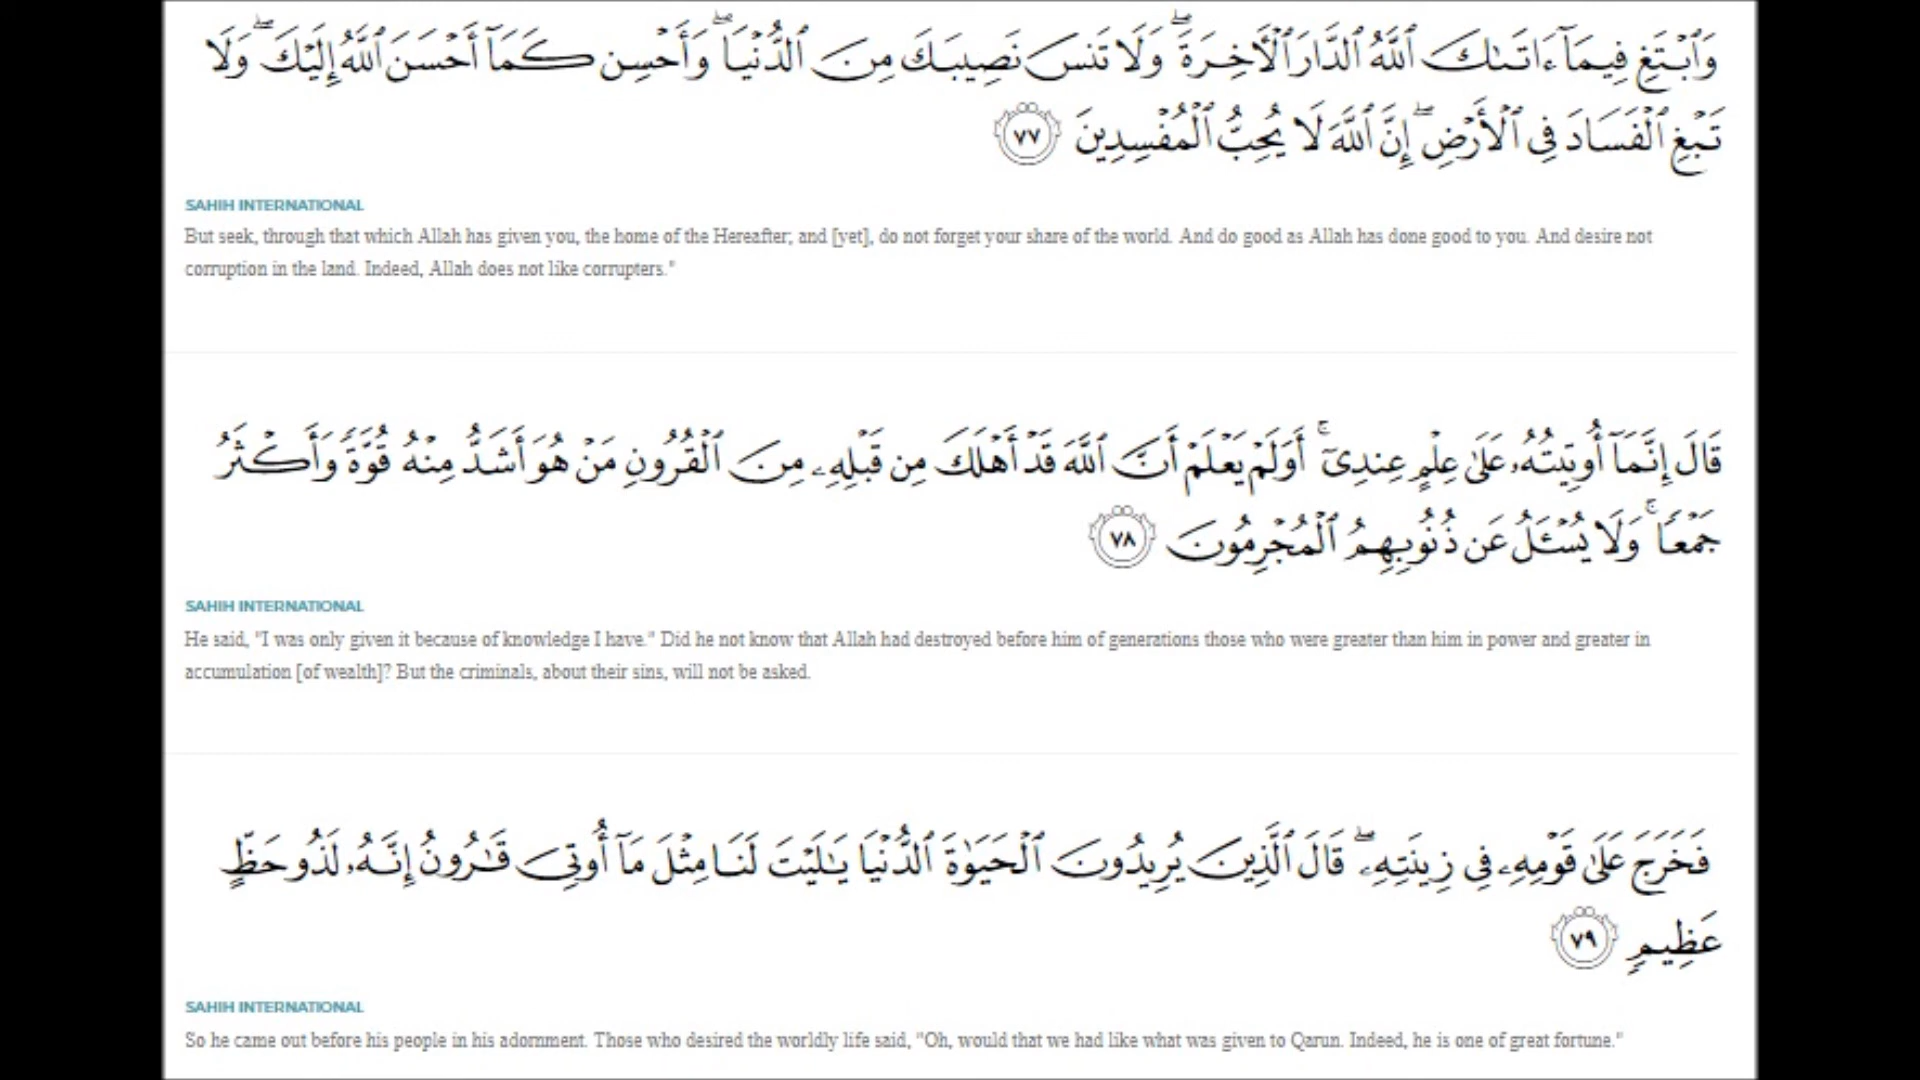 وَٱبْتَغِ فِيمَآ ءَاتَىٰكَ ٱللَّهُ ٱلدَّارَ ٱلْـَٔاخِرَةَ ۖ وَلَا تَنسَ نَصِيبَكَ مِنَ ٱلدُّنْيَا ۖ وَأَحْسِن كَمَآ أَحْسَنَ ٱللَّهُ إِلَيْكَ ۖ وَلَا
تَبْغِ ٱلْفَسَادَ فِى ٱلْأَرْضِ ۖ إِنَّ ٱللَّهَ لَا يُحِبُّ ٱلْمُفْسِدِينَ ٧٧
SAHIH INTERNATIONAL
But seek, through that which Allah has given you, the home of the Hereafter; and [yet], do not forget your share of the world. And do good as Allah has done good to you. And desire not
corruption in the land. Indeed, Allah does not like corrupters."
قَالَ إِنَّمَآ أُوتِيتُهُۥ عَلَىٰ عِلْمٍ عِندِىٓ ۚ أَوَلَمْ يَعْلَمْ أَنَّ ٱللَّهَ قَدْ أَهْلَكَ مِن قَبْلِهِۦ مِنَ ٱلْقُرُونِ مَنْ هُوَ أَشَدُّ مِنْهُ قُوَّةً وَأَكْثَرُ
جَمْعًا ۚ وَلَا يُسْـَٔلُ عَن ذُنُوبِهِمُ ٱلْمُجْرِمُونَ ٧٨
SAHIH INTERNATIONAL
He said, "I was only given it because of knowledge I have." Did he not know that Allah had destroyed before him of generations those who were greater than him in power and greater in
accumulation [of wealth]? But the criminals, about their sins, will not be asked.
فَخَرَجَ عَلَىٰ قَوْمِهِۦ فِى زِينَتِهِۦ ۖ قَالَ ٱلَّذِينَ يُرِيدُونَ ٱلْحَيَوٰةَ ٱلدُّنْيَا يَـٰلَيْتَ لَنَا مِثْلَ مَآ أُوتِىَ قَـٰرُونُ إِنَّهُۥ لَذُو حَظٍّ
عَظِيمٍ ٧٩
SAHIH INTERNATIONAL
So he came out before his people in his adornment. Those who desired the worldly life said, "Oh, would that we had like what was given to Qarun. Indeed, he is one of great fortune."